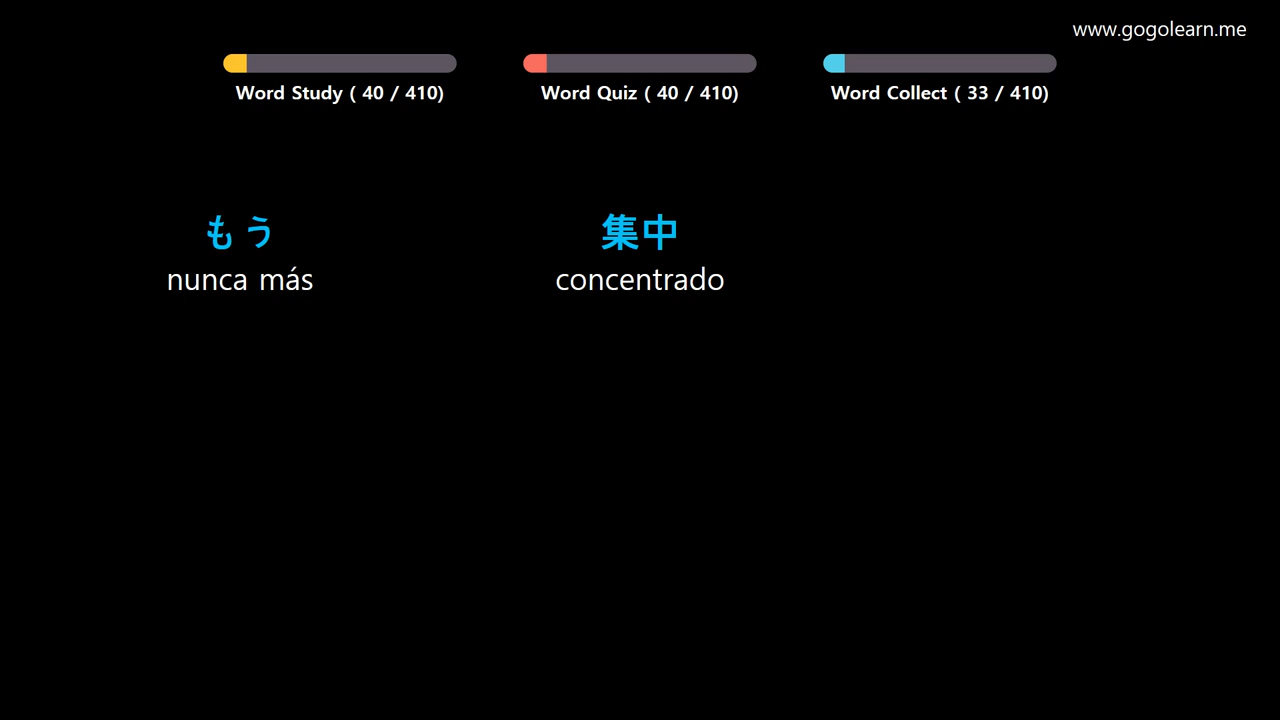 www.gogolearn.me
Word Study ( 40 / 410)
Word Quiz ( 40 / 410)
Word Collect ( 33 / 410)
もう
nunca más
集中
concentrado